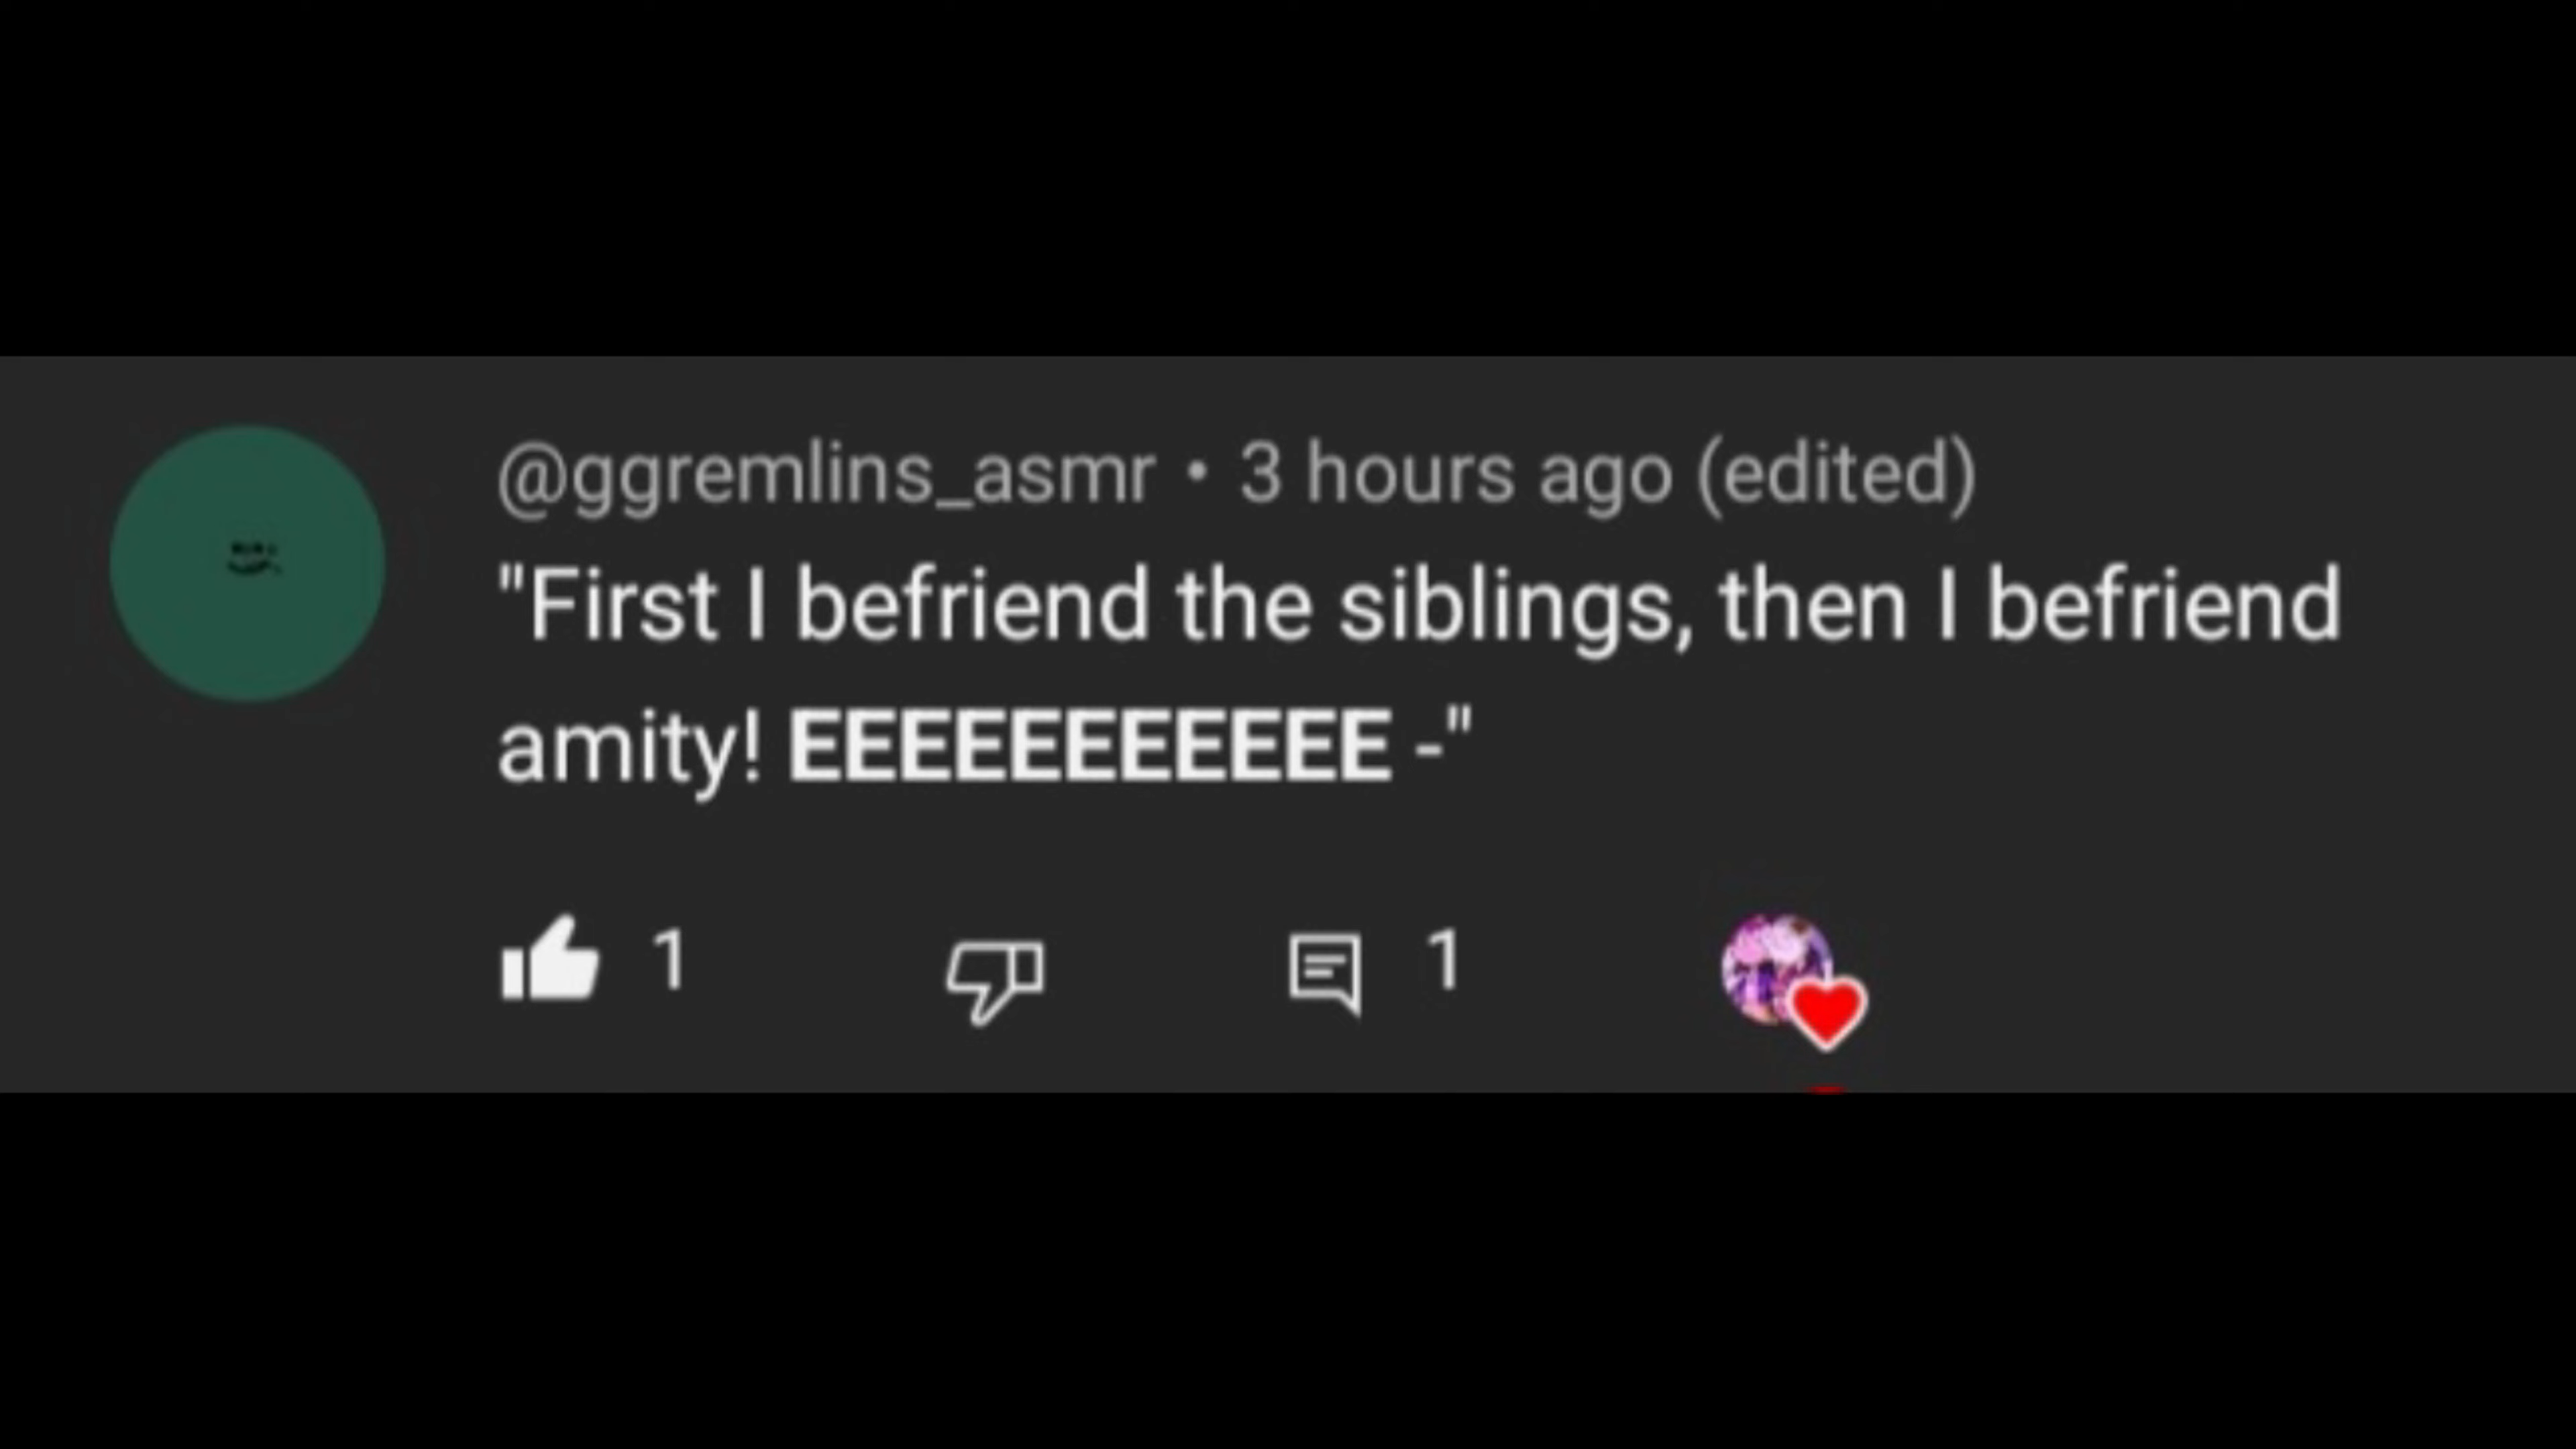 @ggremlins_asmr • 3 hours ago (edited)
"First I befriend the siblings, then I befriend
amity! EEEEEEEEEEE -"
1 1